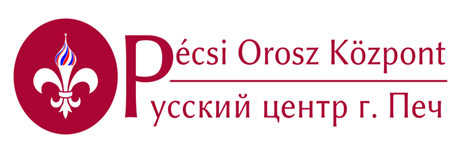 Pécsi Orosz Központ
Русский центр г. Печ